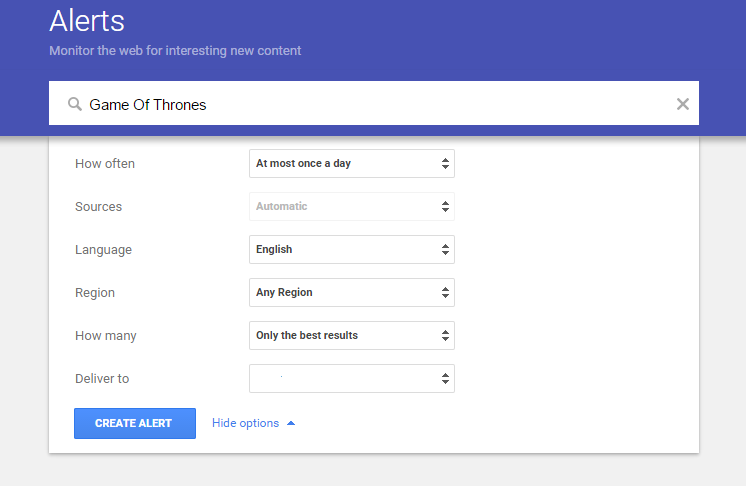 Alerts
Monitor the web for interesting new content
Game Of Thrones
How often At most once a day
Sources Automatic
Language English
Region Any Region
How many Only the best results
Deliver to
CREATE ALERT Hide options